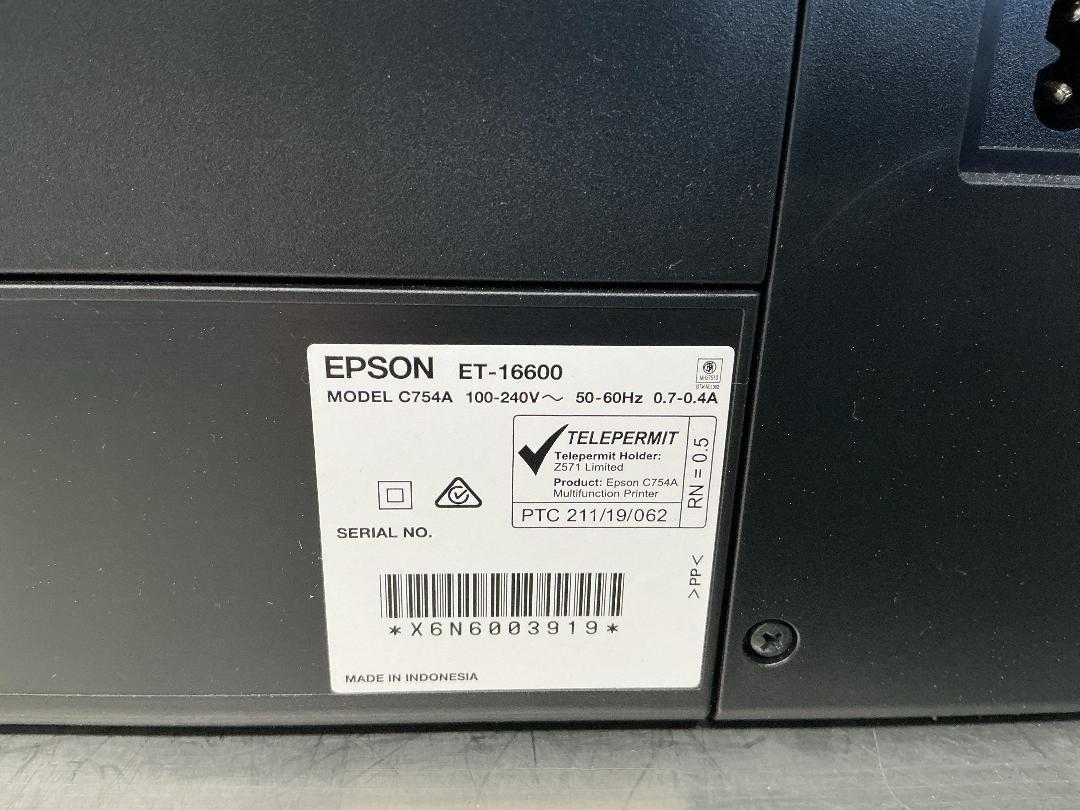 EPSON ET-16600
MODEL C754A 100-240V~ 50-60Hz 0.7-0.4A
TELEPERMIT
Telepermit Holder:
Z571 Limited
Product: Epson C754A
Multifunction Printer
PTC 211/19/062
RN = 0.5
SERIAL NO.
>PP<
*X6N6003919*
MADE IN INDONESIA